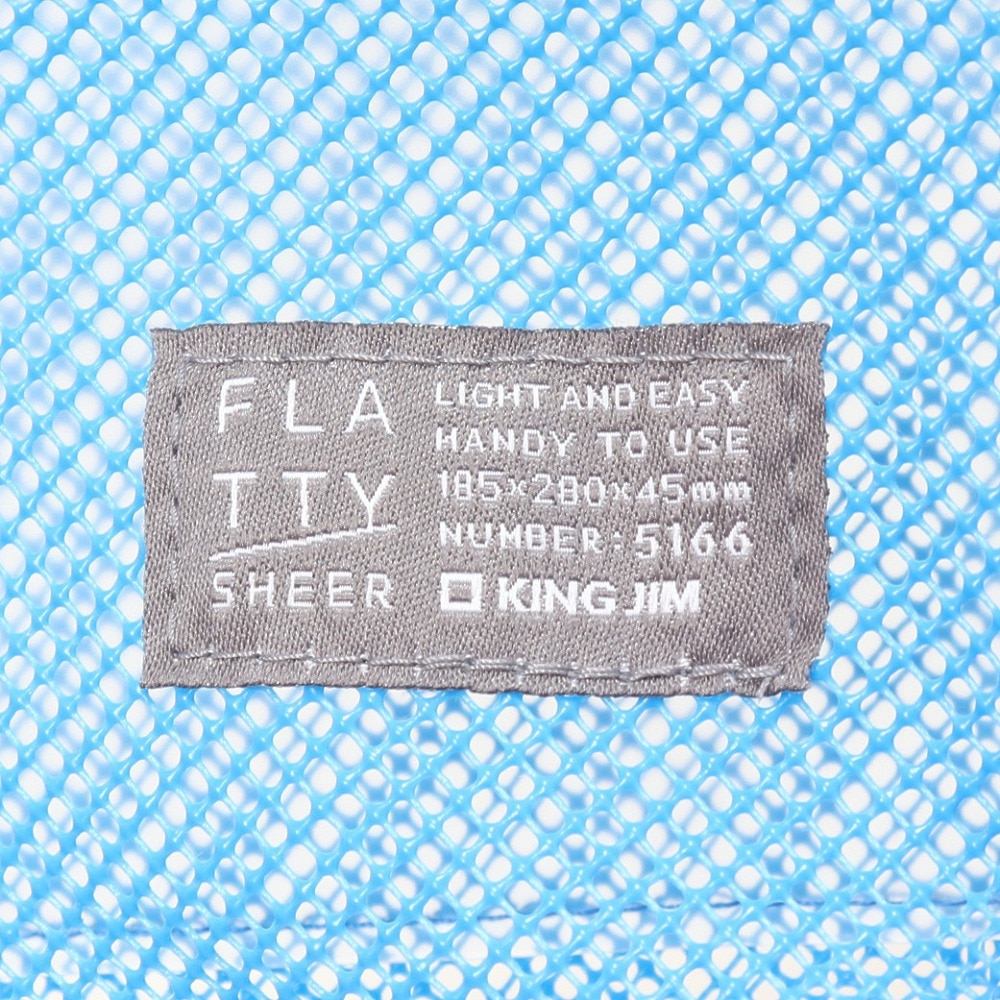 FLA
TTY
SHEER
LIGHT AND EASY
HANDY TO USE
185×280×45mm
NUMBER: 5166
KING JIM